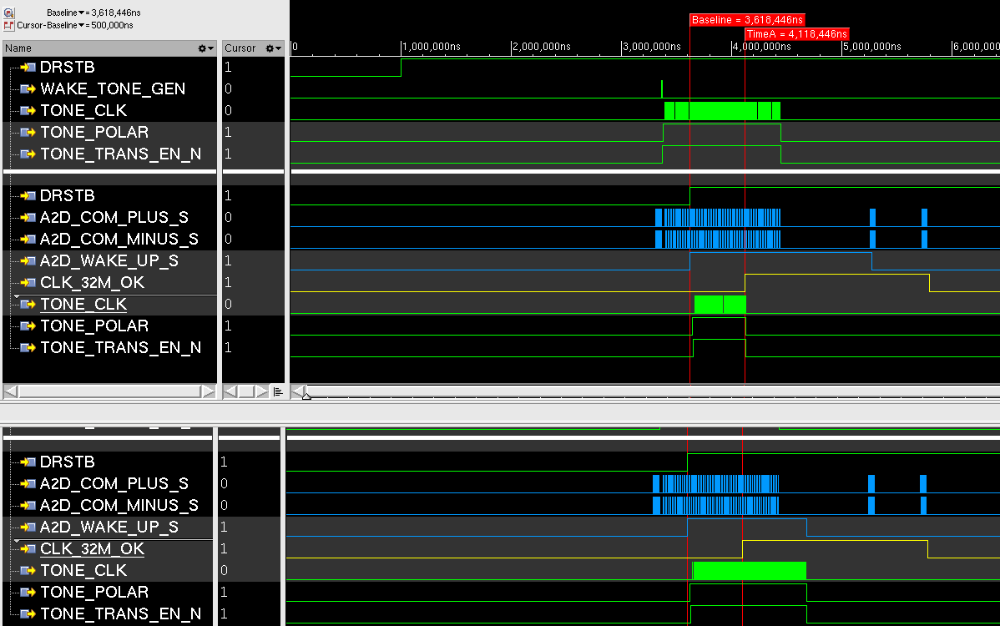 Baseline▼= 3,618,446ns
Cursor-Baseline▼= 500,000ns
Baseline = 3,618,446ns
TimeA = 4,118,446ns
Name Cursor 0 1,000,000ns 2,000,000ns 3,000,000ns 4,000,000ns 5,000,000ns 6,000,000
DRSTB 1
WAKE_TONE_GEN 0
TONE_CLK 0
TONE_POLAR 1
TONE_TRANS_EN_N 1
DRSTB 1
A2D_COM_PLUS_S 0
A2D_COM_MINUS_S 0
A2D_WAKE_UP_S 1
CLK_32M_OK 1
TONE_CLK 0
TONE_POLAR 1
TONE_TRANS_EN_N 1
DRSTB 1
A2D_COM_PLUS_S 0
A2D_COM_MINUS_S 0
A2D_WAKE_UP_S 1
CLK_32M_OK 1
TONE_CLK 0
TONE_POLAR 1
TONE_TRANS_EN_N 1